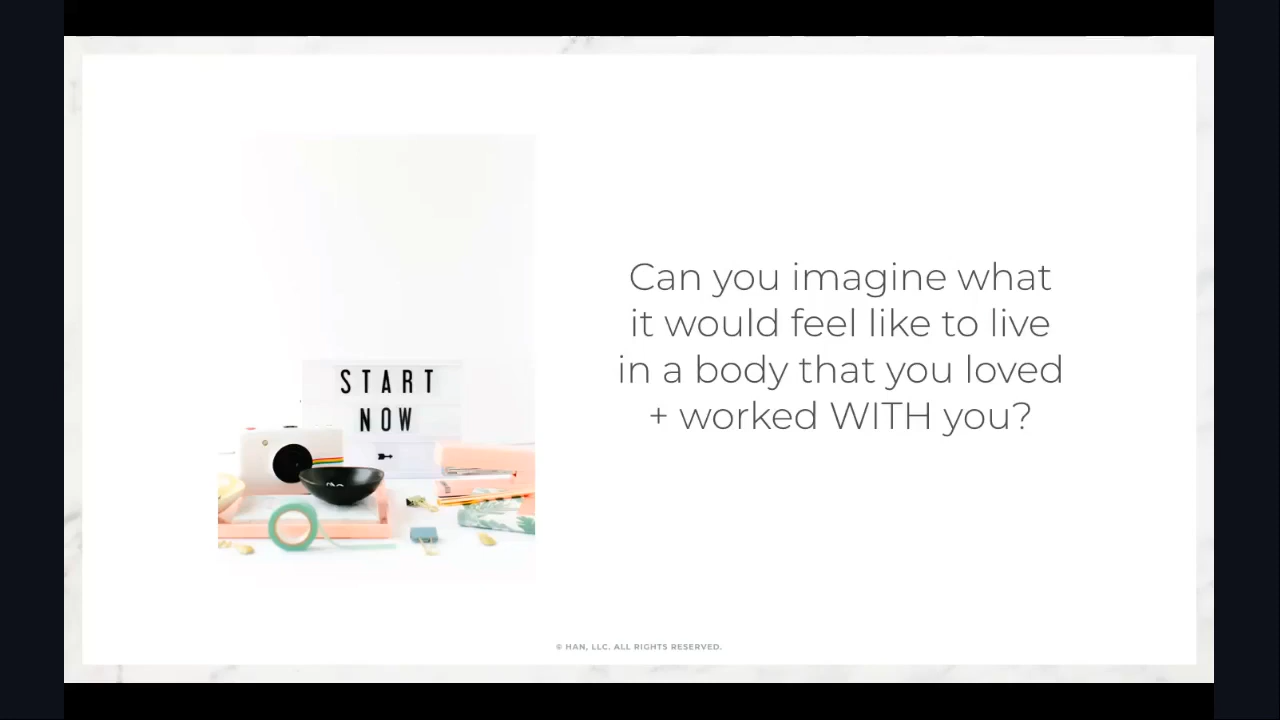 START
NOW
Can you imagine what
it would feel like to live
in a body that you loved
+ worked WITH you?
© HAN, LLC. ALL RIGHTS RESERVED.